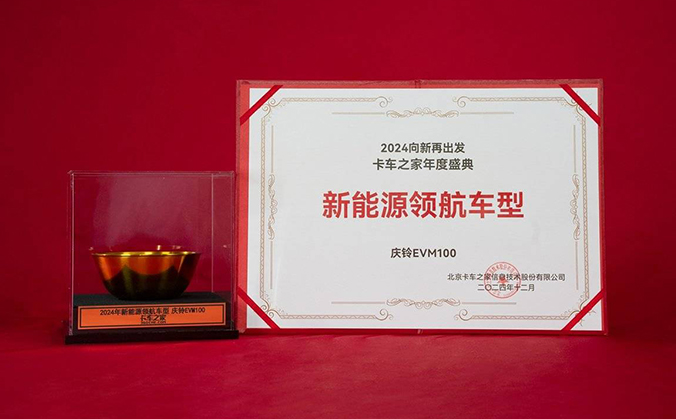 2024向新再出发
卡车之家年度盛典
新能源领航车型
庆铃EVM100
北京卡车之家信息技术股份有限公司
二〇二四年十二月
2024年新能源领航车型 庆铃EVM100
卡车之家